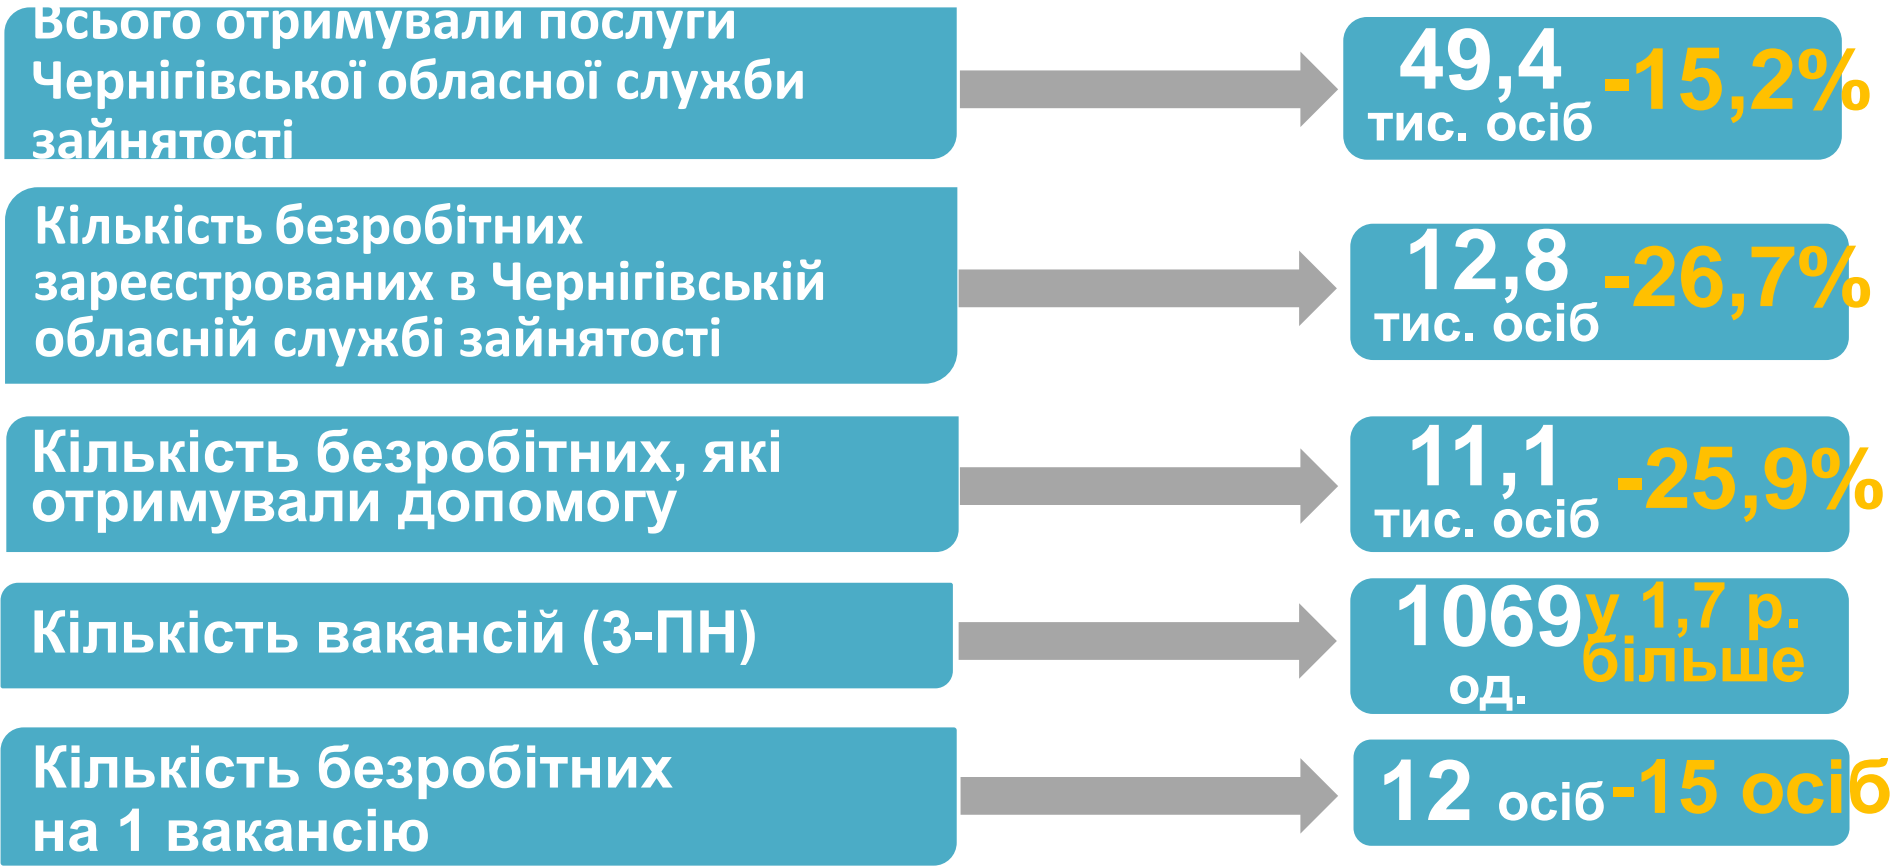 Всього отримували послуги
Чернігівської обласної служби
зайнятості
49,4
тис. осіб
-15,2%
Кількість безробітних
зареєстрованих в Чернігівській
обласній службі зайнятості
12,8
тис. осіб
-26,7%
Кількість безробітних, які
отримували допомогу
11,1
тис. осіб
-25,9%
Кількість вакансій (3-ПН)
1069
од.
у 1,7 р.
більше
Кількість безробітних
на 1 вакансію
12 осіб
-15 осіб